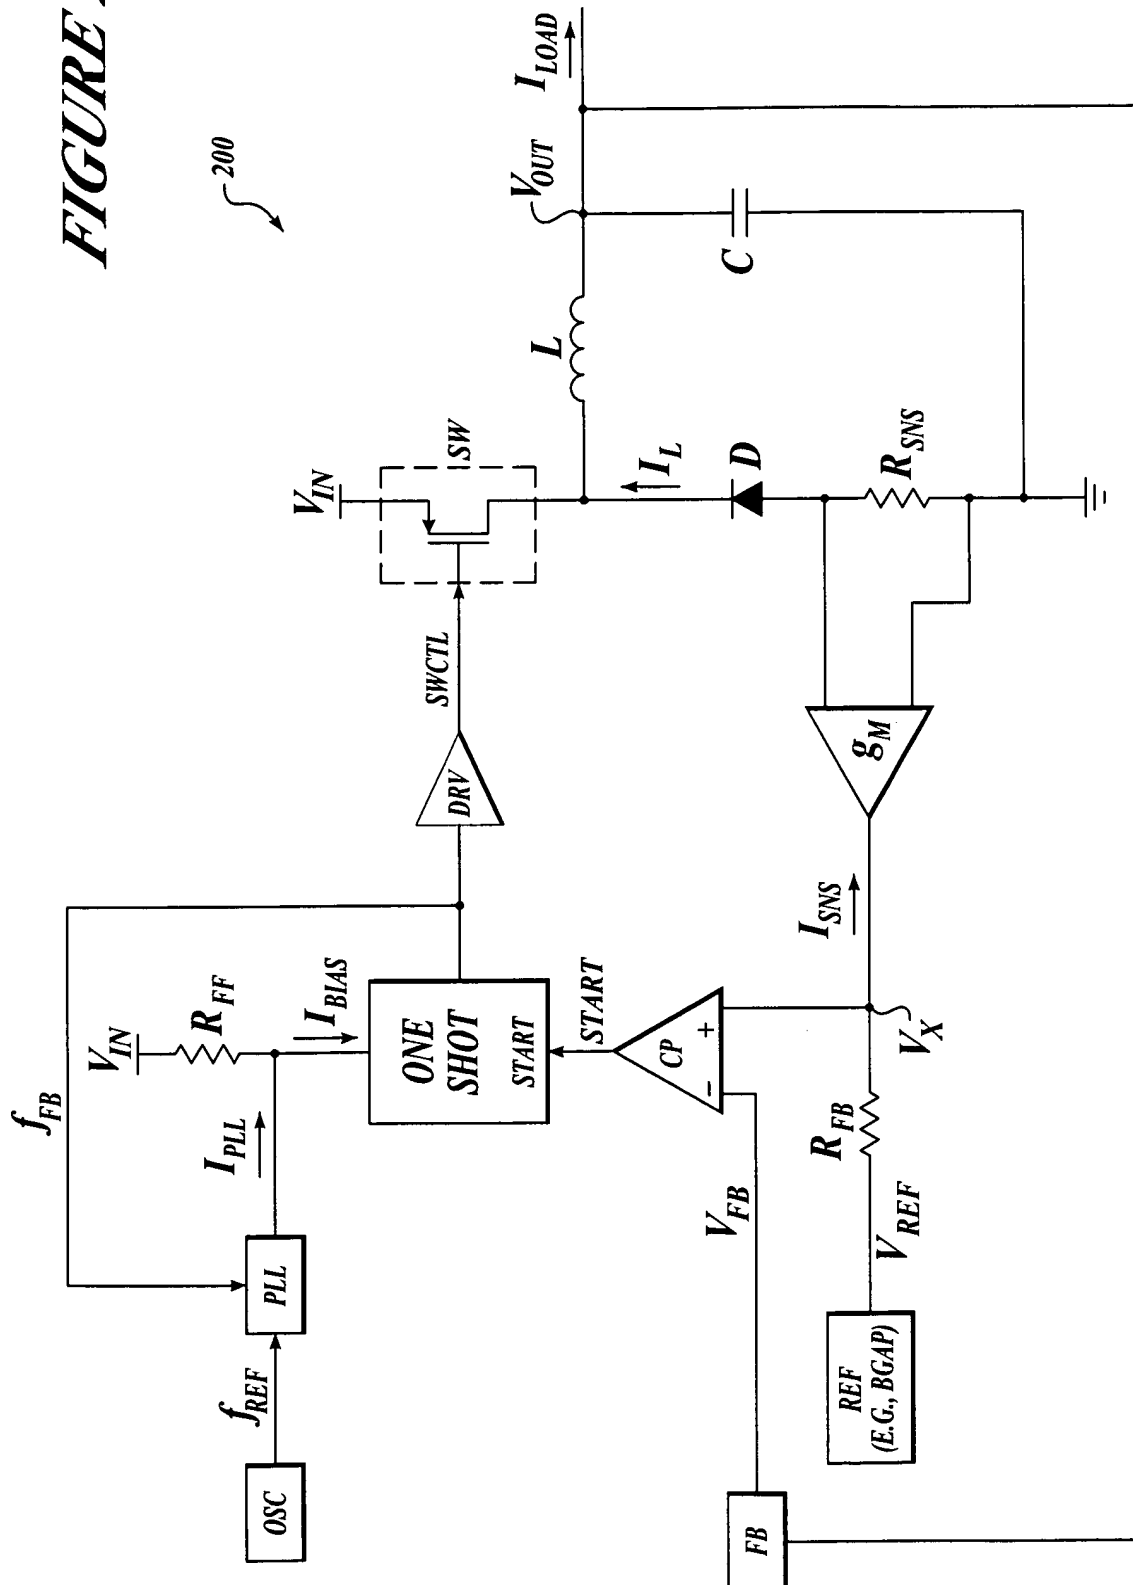 FIGURE
200
I_LOAD
V_OUT
L
C
V_IN
SW
I_L
D
R_SNS
SWCTL
DRV
g_M
f_FB
V_IN
R_FF
I_BIAS
I_PLL
ONE
SHOT
START
START
CP
+
−
I_SNS
V_X
R_FB
V_FB
V_REF
PLL
f_REF
OSC
REF
(E.G., BGAP)
FB